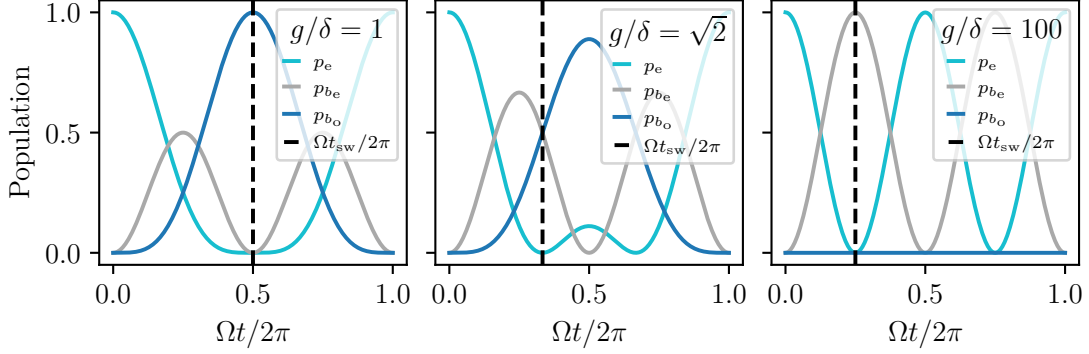 Population
1.0
0.5
0.0
g/δ = 1
p_e
p_{b_e}
p_{b_o}
Ωt_sw/2π
0.0
0.5
1.0
Ωt/2π
g/δ = √2
p_e
p_{b_e}
p_{b_o}
Ωt_sw/2π
0.0
0.5
1.0
Ωt/2π
g/δ = 100
p_e
p_{b_e}
p_{b_o}
Ωt_sw/2π
0.0
0.5
1.0
Ωt/2π